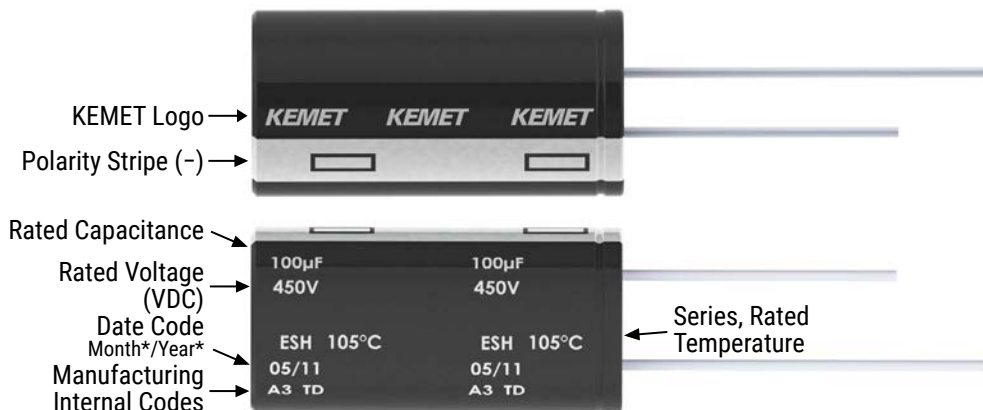 KEMET Logo
KEMET KEMET KEMET
Polarity Stripe (−)
Rated Capacitance
100µF 100µF
Rated Voltage
(VDC)
450V 450V
Date Code
Month*/Year*
ESH 105°C ESH 105°C
Series, Rated
Temperature
05/11 05/11
Manufacturing
Internal Codes
A3 TD A3 TD